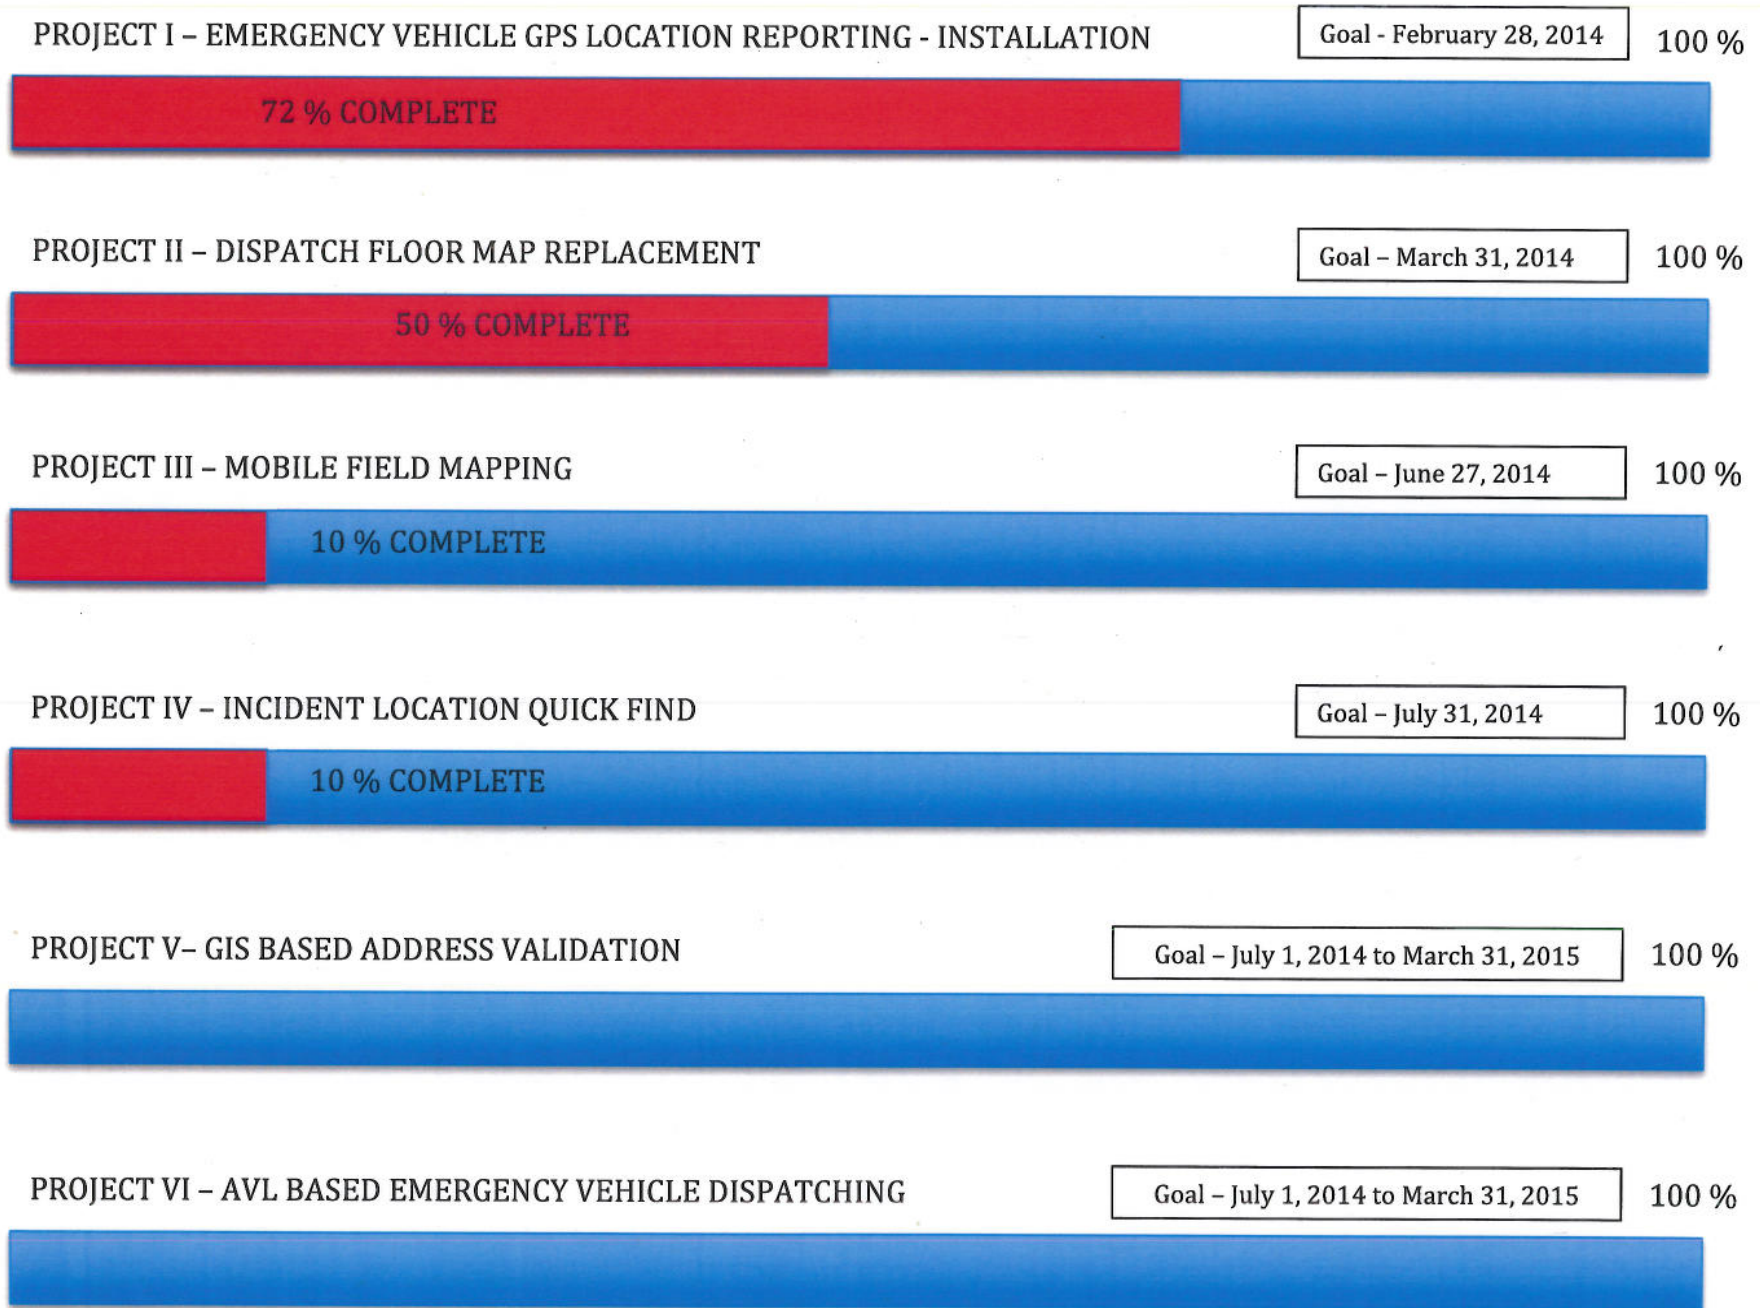 PROJECT I – EMERGENCY VEHICLE GPS LOCATION REPORTING - INSTALLATION Goal - February 28, 2014 100 %
72 % COMPLETE
PROJECT II – DISPATCH FLOOR MAP REPLACEMENT Goal – March 31, 2014 100 %
50 % COMPLETE
PROJECT III – MOBILE FIELD MAPPING Goal – June 27, 2014 100 %
10 % COMPLETE
PROJECT IV – INCIDENT LOCATION QUICK FIND Goal – July 31, 2014 100 %
10 % COMPLETE
PROJECT V– GIS BASED ADDRESS VALIDATION Goal – July 1, 2014 to March 31, 2015 100 %
PROJECT VI – AVL BASED EMERGENCY VEHICLE DISPATCHING Goal – July 1, 2014 to March 31, 2015 100 %